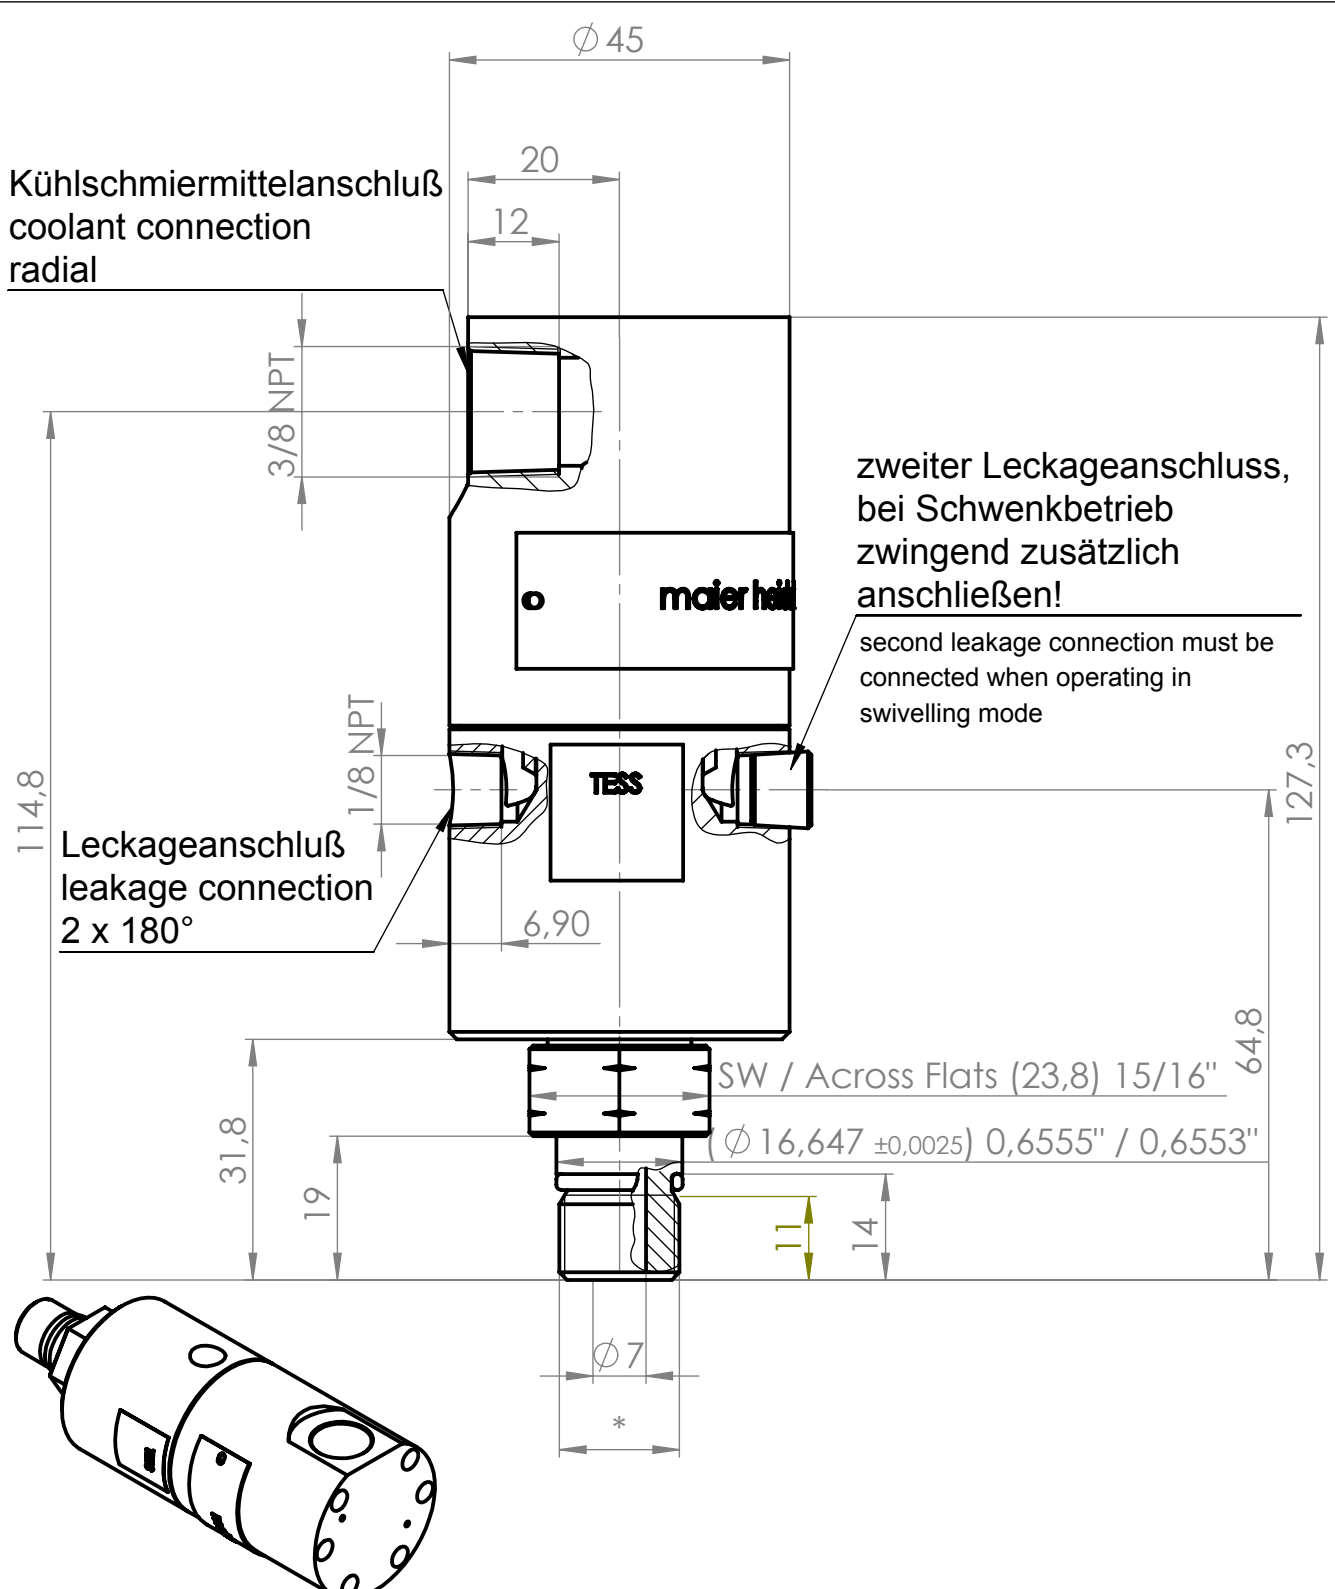 Ø 45
20
12
Kühlschmiermittelanschluß
coolant connection
radial
3/8 NPT
zweiter Leckageanschluss,
bei Schwenkbetrieb
zwingend zusätzlich
anschließen!
second leakage connection must be
connected when operating in
swivelling mode
maier
1/8 NPT
TESS
114,8
127,3
Leckageanschluß
leakage connection
2 x 180°
6,90
64,8
SW / Across Flats (23,8) 15/16"
(Ø 16,647 ±0,0025) 0,6555" / 0,6553"
31,8
19
11
14
Ø 7
*